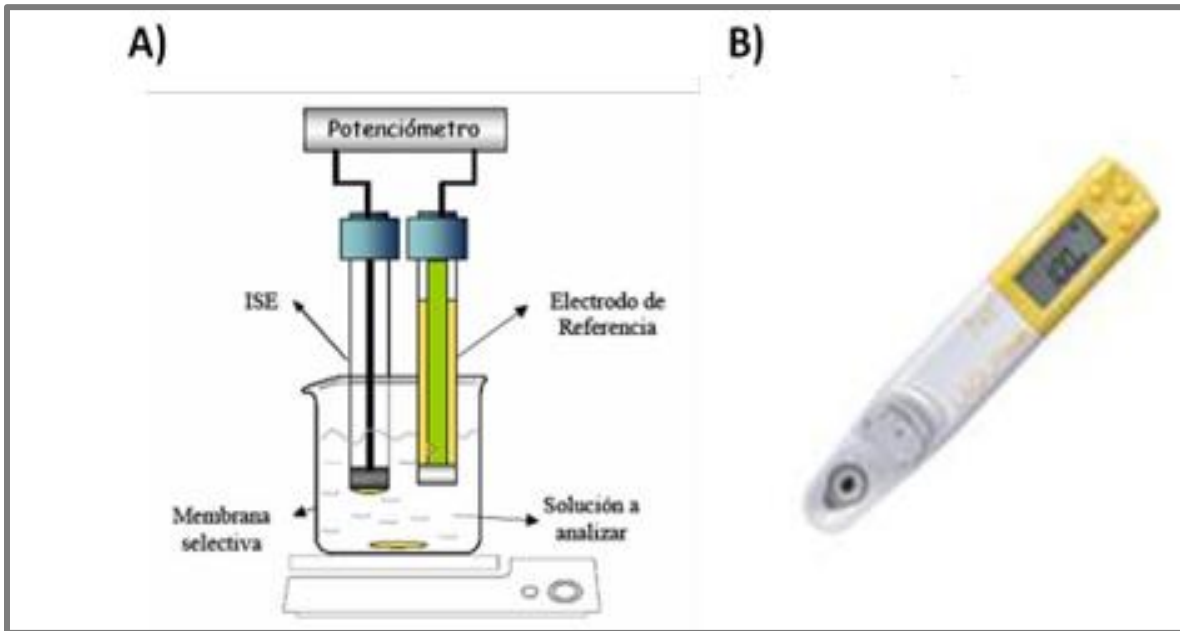 A)
B)
Potenciómetro
ISE
Electrodo de
Referencia
Membrana
selectiva
Solución a
analizar